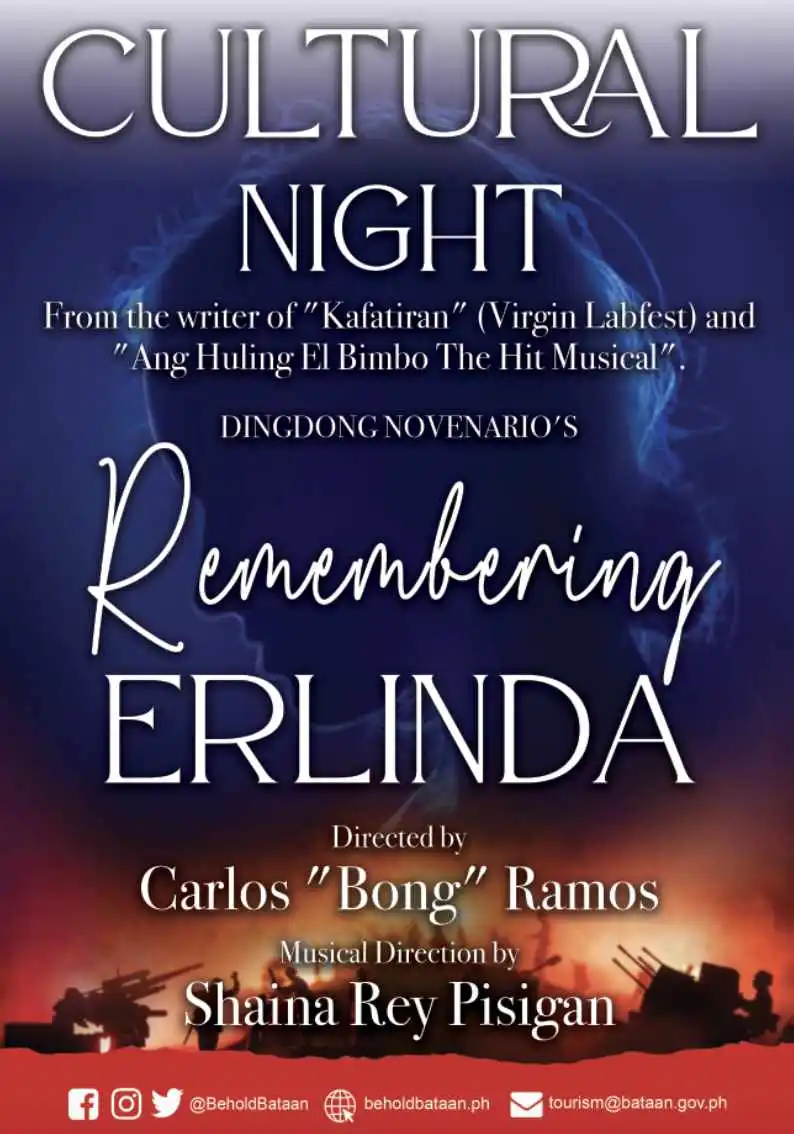 CULTURAL
NIGHT
From the writer of "Kafatiran" (Virgin Labfest) and
"Ang Huling El Bimbo The Hit Musical".
DINGDONG NOVENARIO'S
Remembering
ERLINDA
Directed by
Carlos "Bong" Ramos
Musical Direction by
Shaina Rey Pisigan
@BeholdBataan beholdbataan.ph tourism@bataan.gov.ph